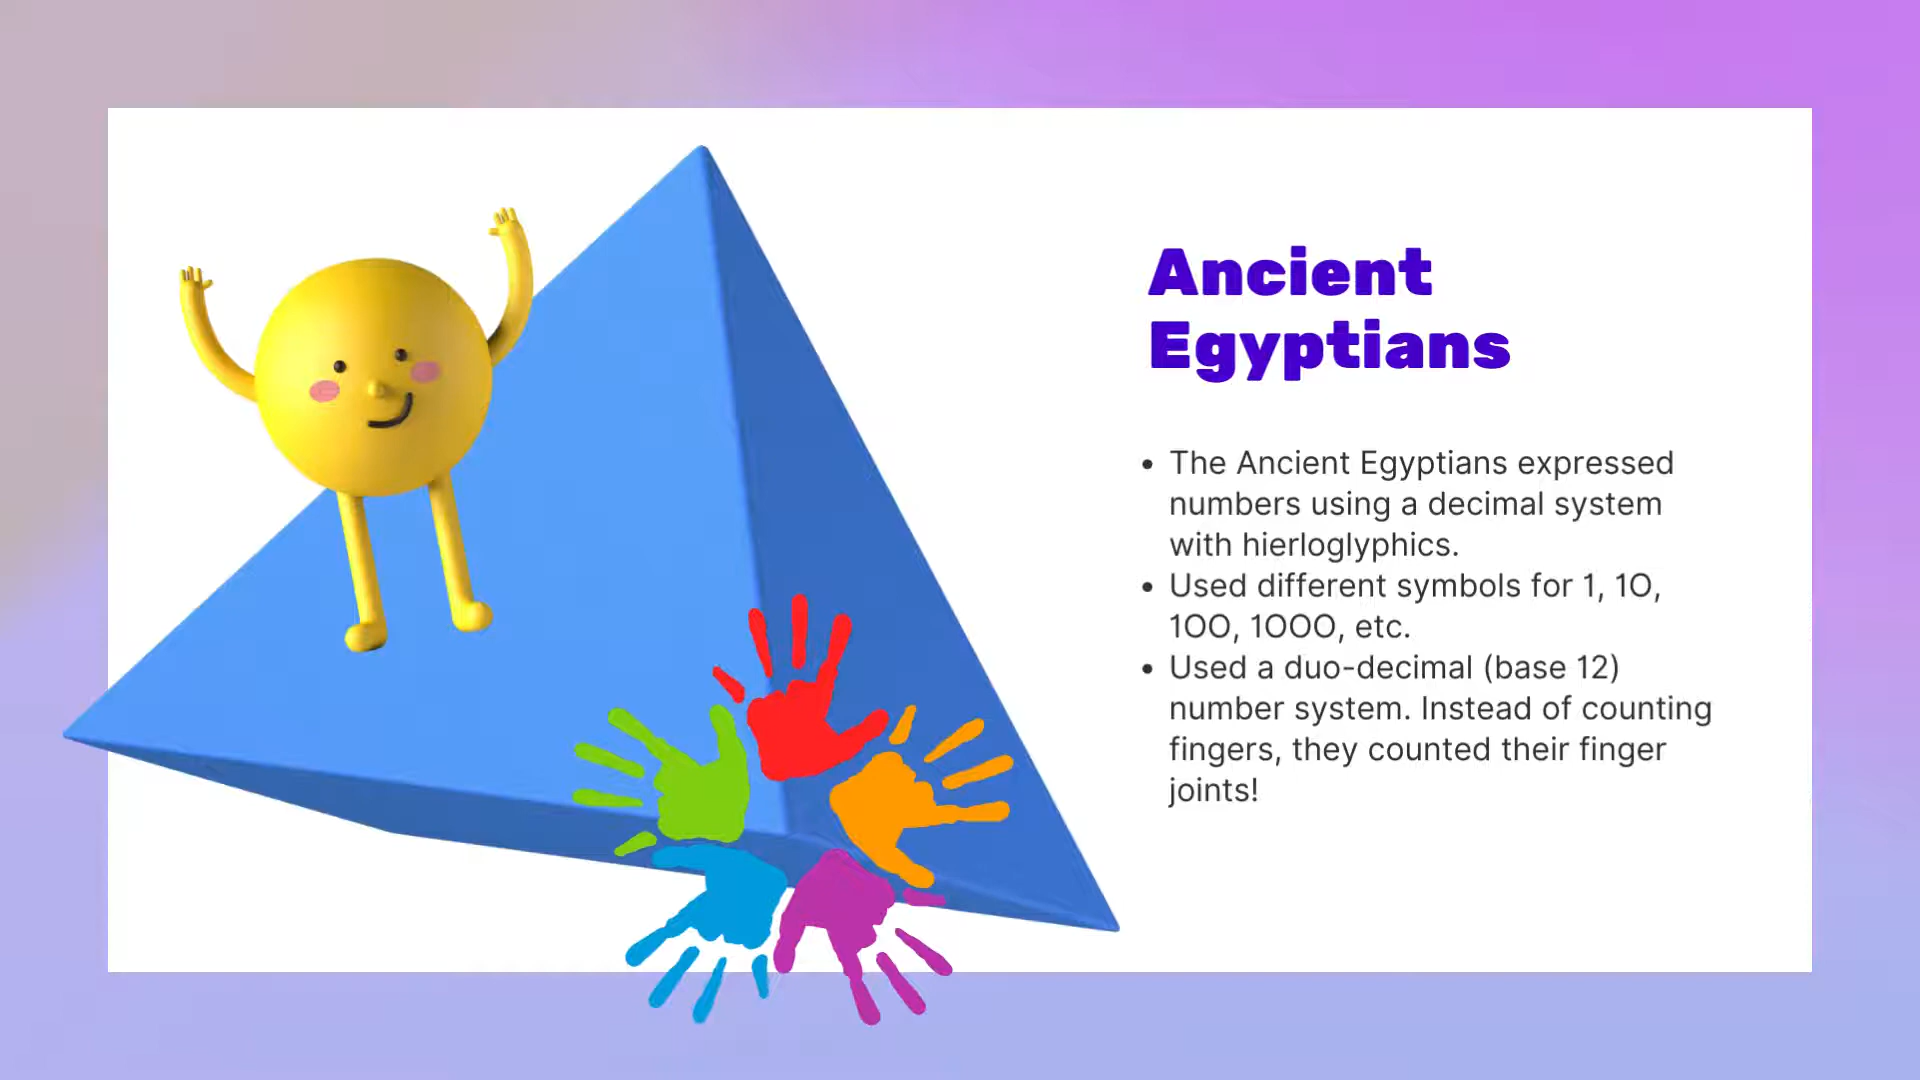 Ancient
Egyptians
• The Ancient Egyptians expressed
numbers using a decimal system
with hierloglyphics.
• Used different symbols for 1, 10,
100, 1000, etc.
• Used a duo-decimal (base 12)
number system. Instead of counting
fingers, they counted their finger
joints!